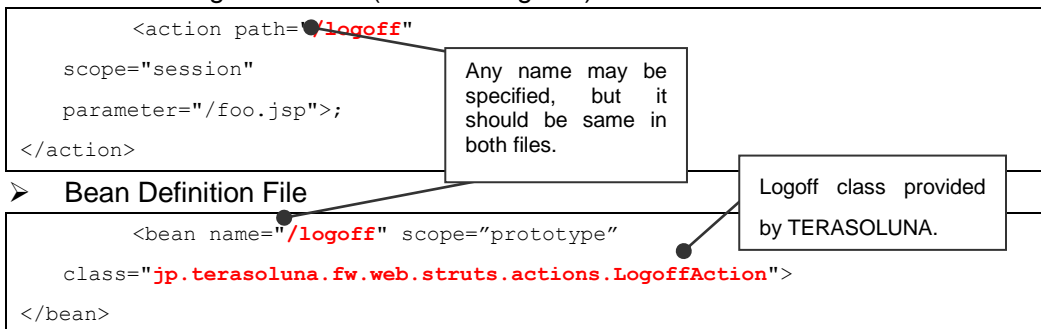 <action path="/logoff"
scope="session"
parameter="/foo.jsp">;
</action>
Any name may be
specified, but it
should be same in
both files.
➢ Bean Definition File
Logoff class provided
by TERASOLUNA.
<bean name="/logoff" scope=”prototype”
class="jp.terasoluna.fw.web.struts.actions.LogoffAction">
</bean>